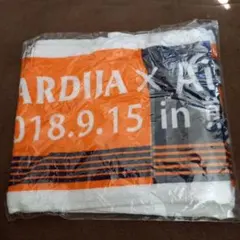 ARDIJA × A
018.9.15 in